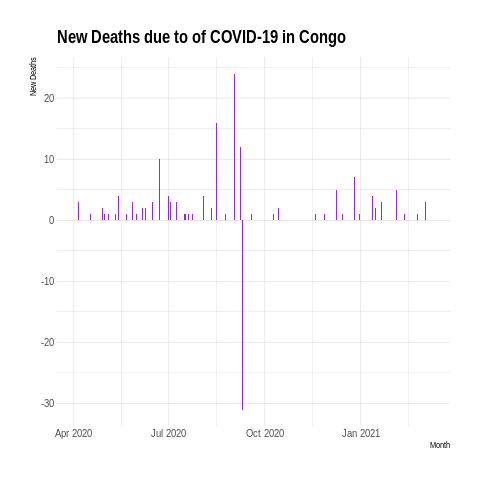 New Deaths due to of COVID-19 in Congo
New Deaths
20
10
0
-10
-20
-30
Apr 2020
Jul 2020
Oct 2020
Jan 2021
Month